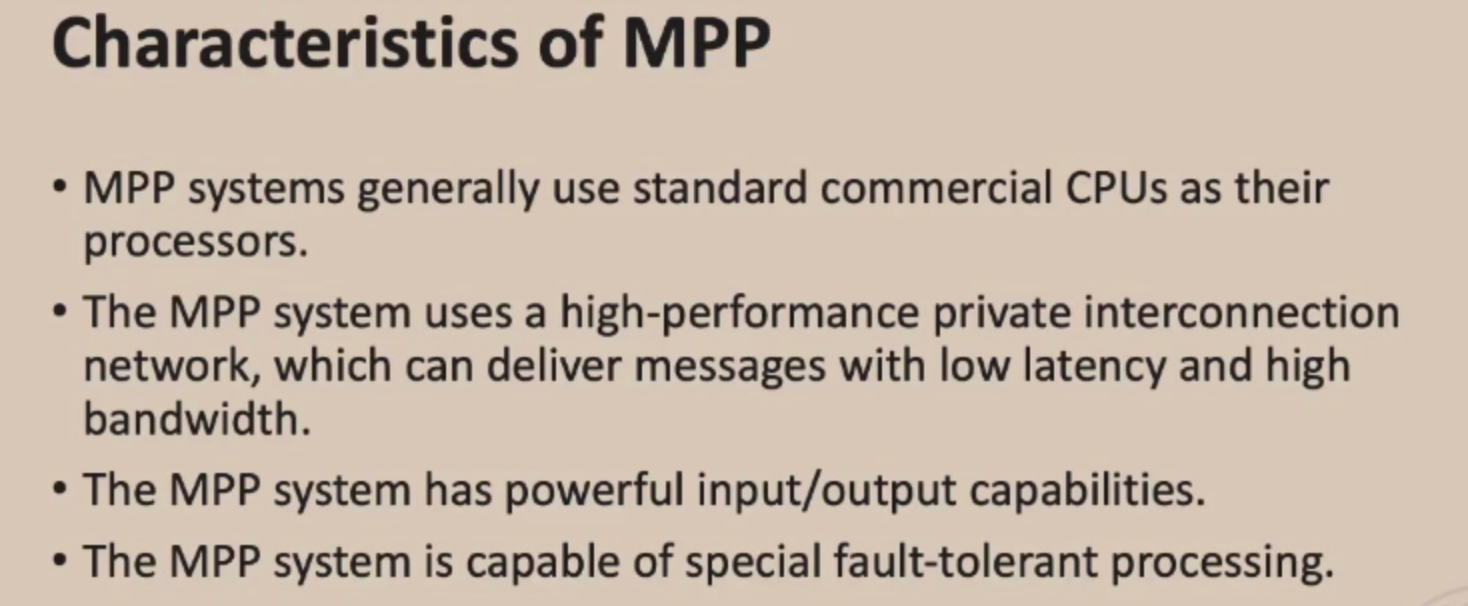 Characteristics of MPP
• MPP systems generally use standard commercial CPUs as their
processors.
• The MPP system uses a high-performance private interconnection
network, which can deliver messages with low latency and high
bandwidth.
• The MPP system has powerful input/output capabilities.
• The MPP system is capable of special fault-tolerant processing.